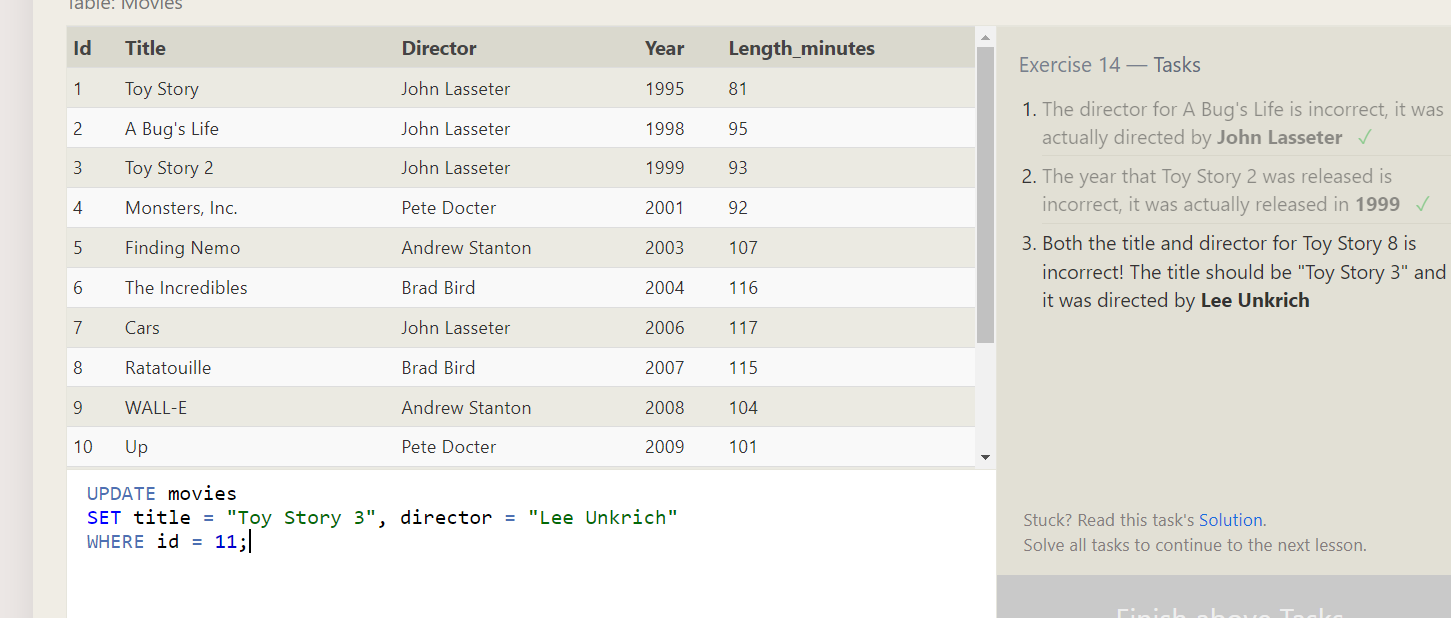 Table: Movies
Id Title Director Year Length_minutes
1 Toy Story John Lasseter 1995 81
2 A Bug's Life John Lasseter 1998 95
3 Toy Story 2 John Lasseter 1999 93
4 Monsters, Inc. Pete Docter 2001 92
5 Finding Nemo Andrew Stanton 2003 107
6 The Incredibles Brad Bird 2004 116
7 Cars John Lasseter 2006 117
8 Ratatouille Brad Bird 2007 115
9 WALL-E Andrew Stanton 2008 104
10 Up Pete Docter 2009 101
UPDATE movies
SET title = "Toy Story 3", director = "Lee Unkrich"
WHERE id = 11;
Exercise 14 — Tasks
1. The director for A Bug's Life is incorrect, it was
actually directed by John Lasseter ✓
2. The year that Toy Story 2 was released is
incorrect, it was actually released in 1999 ✓
3. Both the title and director for Toy Story 8 is
incorrect! The title should be "Toy Story 3" and
it was directed by Lee Unkrich
Stuck? Read this task's Solution.
Solve all tasks to continue to the next lesson.
Finish above Tasks